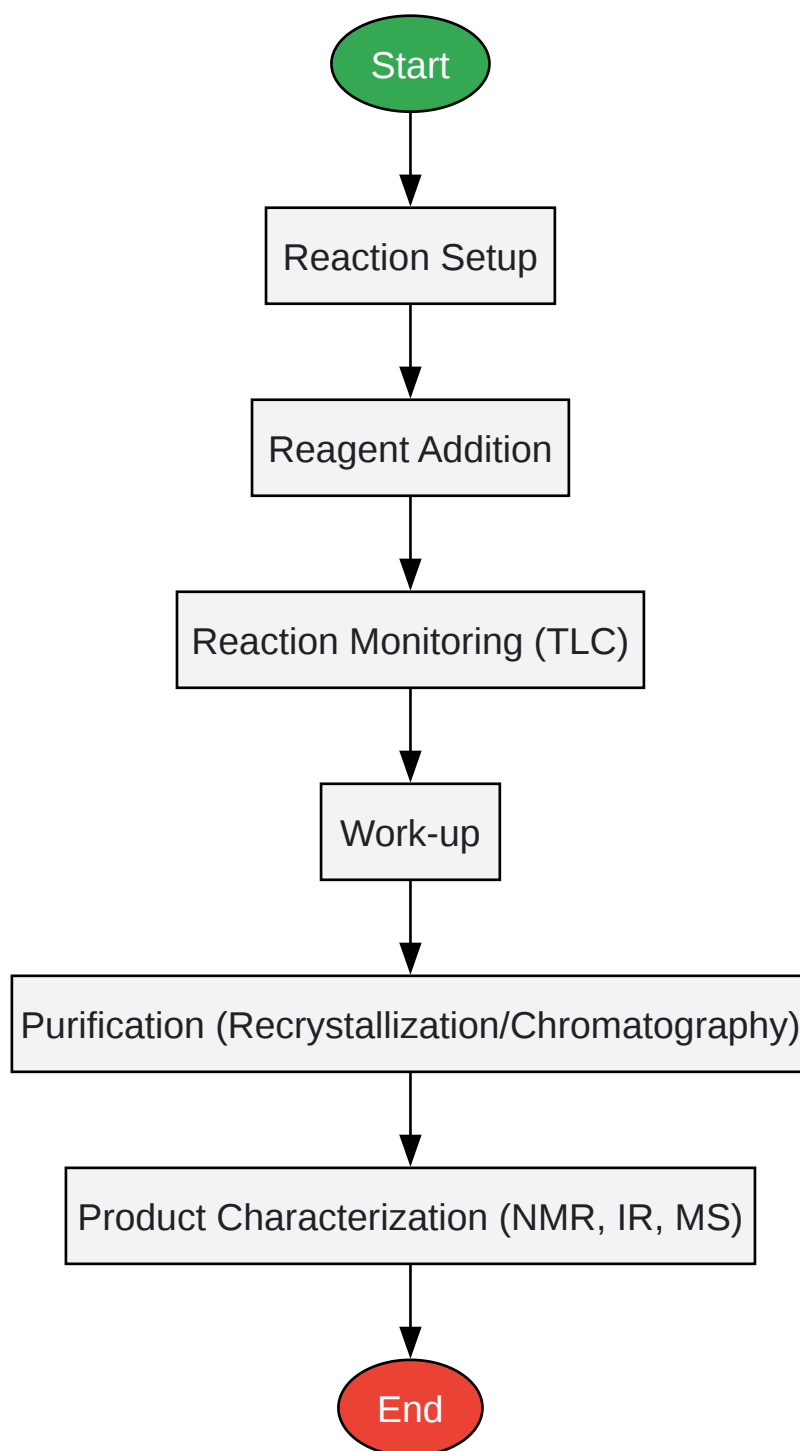 Start
Reaction Setup
Reagent Addition
Reaction Monitoring (TLC)
Work-up
Purification (Recrystallization/Chromatography)
Product Characterization (NMR, IR, MS)
End